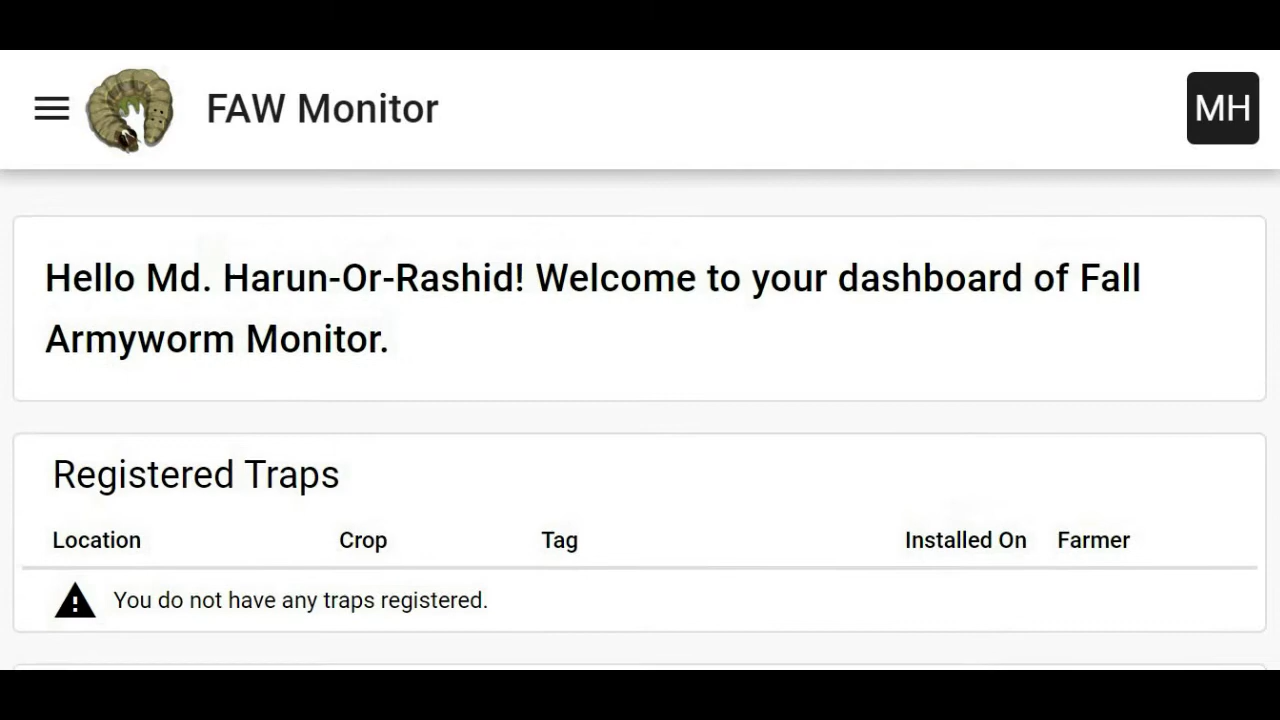 FAW Monitor
MH
Hello Md. Harun-Or-Rashid! Welcome to your dashboard of Fall
Armyworm Monitor.
Registered Traps
Location Crop Tag Installed On Farmer
You do not have any traps registered.